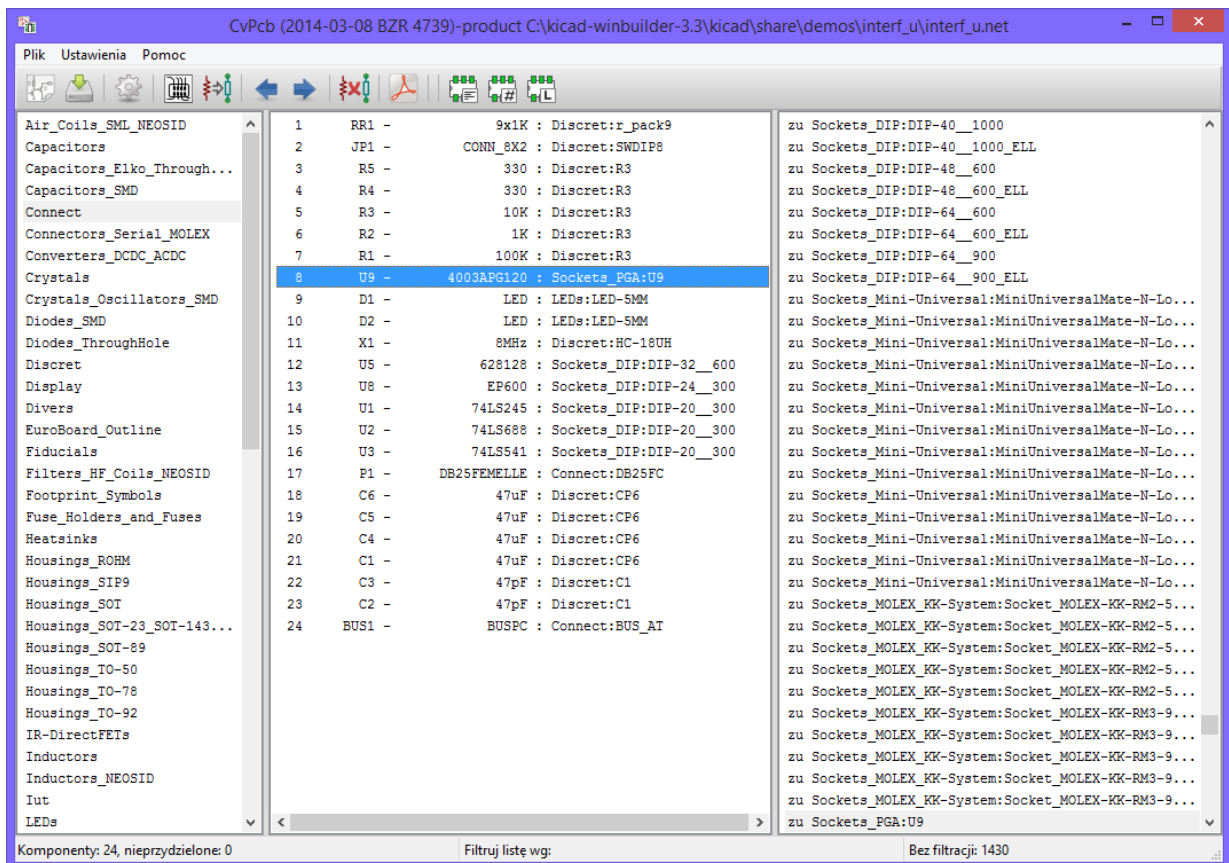 CvPcb (2014-03-08 BZR 4739)-product C:\kicad-winbuilder-3.3\kicad\share\demos\interf_u\interf_u.net
Plik Ustawienia Pomoc
Air_Coils_SML_NEOSID
Capacitors
Capacitors_Elko_Through...
Capacitors_SMD
Connect
Connectors_Serial_MOLEX
Converters_DCDC_ACDC
Crystals
Crystals_Oscillators_SMD
Diodes_SMD
Diodes_ThroughHole
Discret
Display
Divers
EuroBoard_Outline
Fiducials
Filters_HF_Coils_NEOSID
Footprint_Symbols
Fuse_Holders_and_Fuses
Heatsinks
Housings_ROHM
Housings_SIP9
Housings_SOT
Housings_SOT-23_SOT-143...
Housings_SOT-89
Housings_TO-50
Housings_TO-78
Housings_TO-92
IR-DirectFETs
Inductors
Inductors_NEOSID
Iut
LEDs
1 RR1 - 9x1K : Discret:r_pack9
2 JP1 - CONN_8X2 : Discret:SWDIP8
3 R5 - 330 : Discret:R3
4 R4 - 330 : Discret:R3
5 R3 - 10K : Discret:R3
6 R2 - 1K : Discret:R3
7 R1 - 100K : Discret:R3
8 U9 - 4003APG120 : Sockets_PGA:U9
9 D1 - LED : LEDs:LED-5MM
10 D2 - LED : LEDs:LED-5MM
11 X1 - 8MHz : Discret:HC-18UH
12 U5 - 628128 : Sockets_DIP:DIP-32__600
13 U8 - EP600 : Sockets_DIP:DIP-24__300
14 U1 - 74LS245 : Sockets_DIP:DIP-20__300
15 U2 - 74LS688 : Sockets_DIP:DIP-20__300
16 U3 - 74LS541 : Sockets_DIP:DIP-20__300
17 P1 - DB25FEMELLE : Connect:DB25FC
18 C6 - 47uF : Discret:CP6
19 C5 - 47uF : Discret:CP6
20 C4 - 47uF : Discret:CP6
21 C1 - 47uF : Discret:CP6
22 C3 - 47pF : Discret:C1
23 C2 - 47pF : Discret:C1
24 BUS1 - BUSPC : Connect:BUS_AT
zu Sockets_DIP:DIP-40__1000
zu Sockets_DIP:DIP-40__1000_ELL
zu Sockets_DIP:DIP-48__600
zu Sockets_DIP:DIP-48__600_ELL
zu Sockets_DIP:DIP-64__600
zu Sockets_DIP:DIP-64__600_ELL
zu Sockets_DIP:DIP-64__900
zu Sockets_DIP:DIP-64__900_ELL
zu Sockets_Mini-Universal:MiniUniversalMate-N-Lo...
zu Sockets_Mini-Universal:MiniUniversalMate-N-Lo...
zu Sockets_Mini-Universal:MiniUniversalMate-N-Lo...
zu Sockets_Mini-Universal:MiniUniversalMate-N-Lo...
zu Sockets_Mini-Universal:MiniUniversalMate-N-Lo...
zu Sockets_Mini-Universal:MiniUniversalMate-N-Lo...
zu Sockets_Mini-Universal:MiniUniversalMate-N-Lo...
zu Sockets_Mini-Universal:MiniUniversalMate-N-Lo...
zu Sockets_Mini-Universal:MiniUniversalMate-N-Lo...
zu Sockets_Mini-Universal:MiniUniversalMate-N-Lo...
zu Sockets_Mini-Universal:MiniUniversalMate-N-Lo...
zu Sockets_Mini-Universal:MiniUniversalMate-N-Lo...
zu Sockets_Mini-Universal:MiniUniversalMate-N-Lo...
zu Sockets_Mini-Universal:MiniUniversalMate-N-Lo...
zu Sockets_MOLEX_KK-System:Socket_MOLEX-KK-RM2-5...
zu Sockets_MOLEX_KK-System:Socket_MOLEX-KK-RM2-5...
zu Sockets_MOLEX_KK-System:Socket_MOLEX-KK-RM2-5...
zu Sockets_MOLEX_KK-System:Socket_MOLEX-KK-RM2-5...
zu Sockets_MOLEX_KK-System:Socket_MOLEX-KK-RM2-5...
zu Sockets_MOLEX_KK-System:Socket_MOLEX-KK-RM3-9...
zu Sockets_MOLEX_KK-System:Socket_MOLEX-KK-RM3-9...
zu Sockets_MOLEX_KK-System:Socket_MOLEX-KK-RM3-9...
zu Sockets_MOLEX_KK-System:Socket_MOLEX-KK-RM3-9...
zu Sockets_MOLEX_KK-System:Socket_MOLEX-KK-RM3-9...
zu Sockets_PGA:U9
Komponenty: 24, nieprzydzielone: 0
Filtruj listę wg:
Bez filtracji: 1430